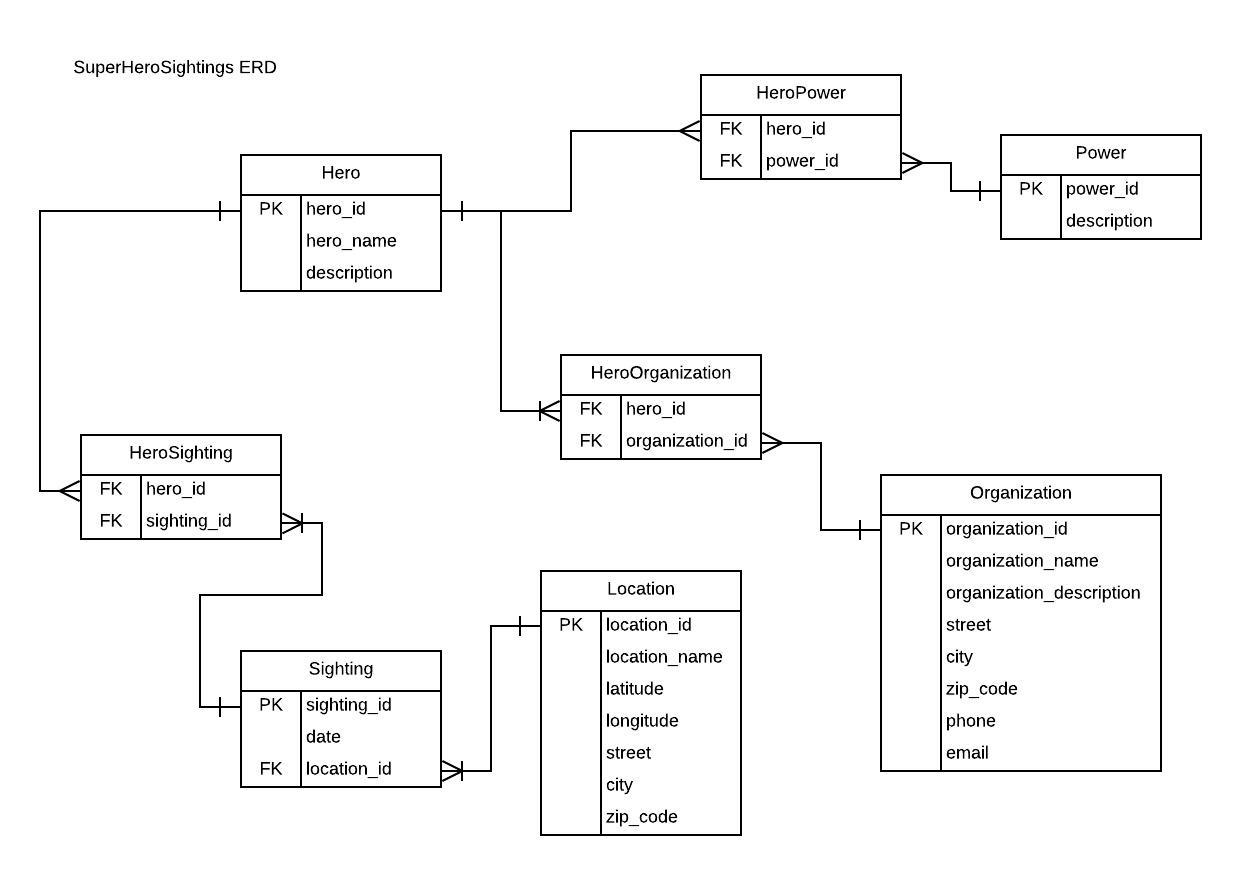 SuperHeroSightings ERD
HeroPower
FK hero_id
FK power_id
Power
PK power_id
description
Hero
PK hero_id
hero_name
description
HeroOrganization
FK hero_id
FK organization_id
HeroSighting
FK hero_id
FK sighting_id
Organization
PK organization_id
organization_name
organization_description
street
city
zip_code
phone
email
Location
PK location_id
location_name
latitude
longitude
street
city
zip_code
Sighting
PK sighting_id
date
FK location_id